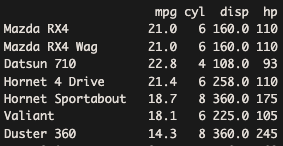 mpg cyl disp hp
Mazda RX4 21.0 6 160.0 110
Mazda RX4 Wag 21.0 6 160.0 110
Datsun 710 22.8 4 108.0 93
Hornet 4 Drive 21.4 6 258.0 110
Hornet Sportabout 18.7 8 360.0 175
Valiant 18.1 6 225.0 105
Duster 360 14.3 8 360.0 245